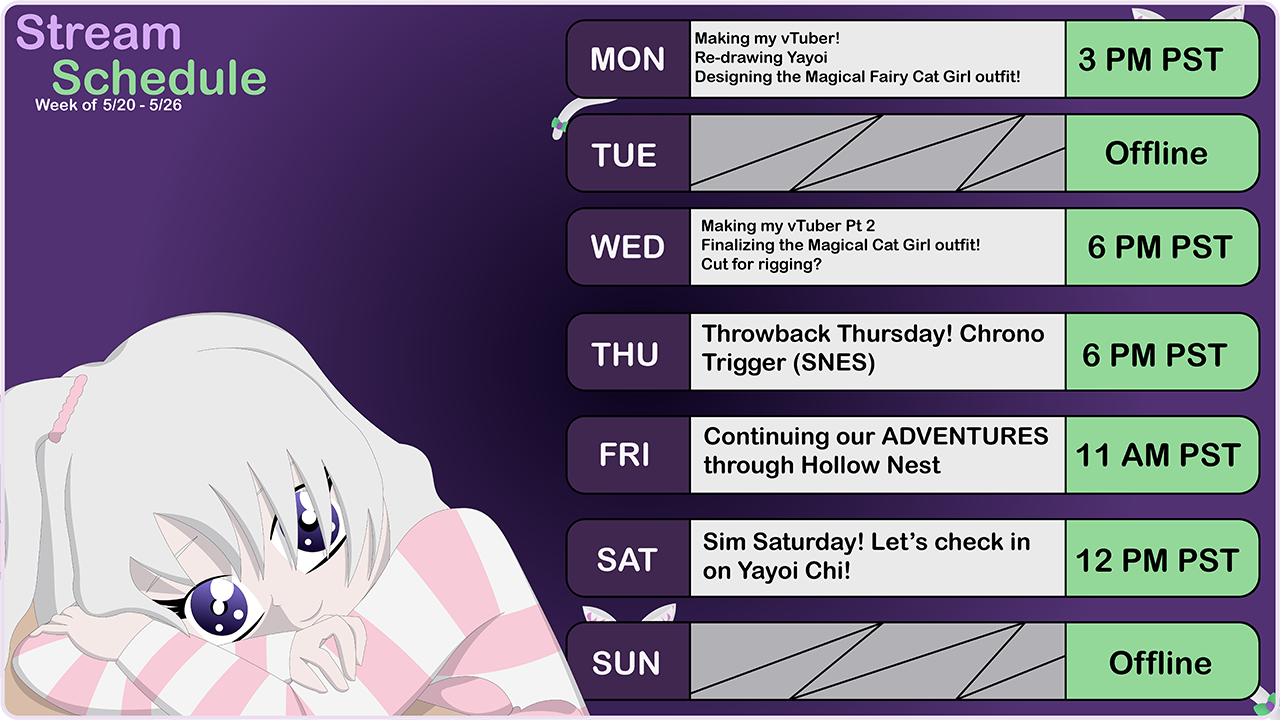 Stream
Schedule
Week of 5/20 - 5/26
MON
Making my vTuber!
Re-drawing Yayoi
Designing the Magical Fairy Cat Girl outfit!
3 PM PST
TUE
Offline
WED
Making my vTuber Pt 2
Finalizing the Magical Cat Girl outfit!
Cut for rigging?
6 PM PST
THU
Throwback Thursday! Chrono
Trigger (SNES)
6 PM PST
FRI
Continuing our ADVENTURES
through Hollow Nest
11 AM PST
SAT
Sim Saturday! Let's check in
on Yayoi Chi!
12 PM PST
SUN
Offline